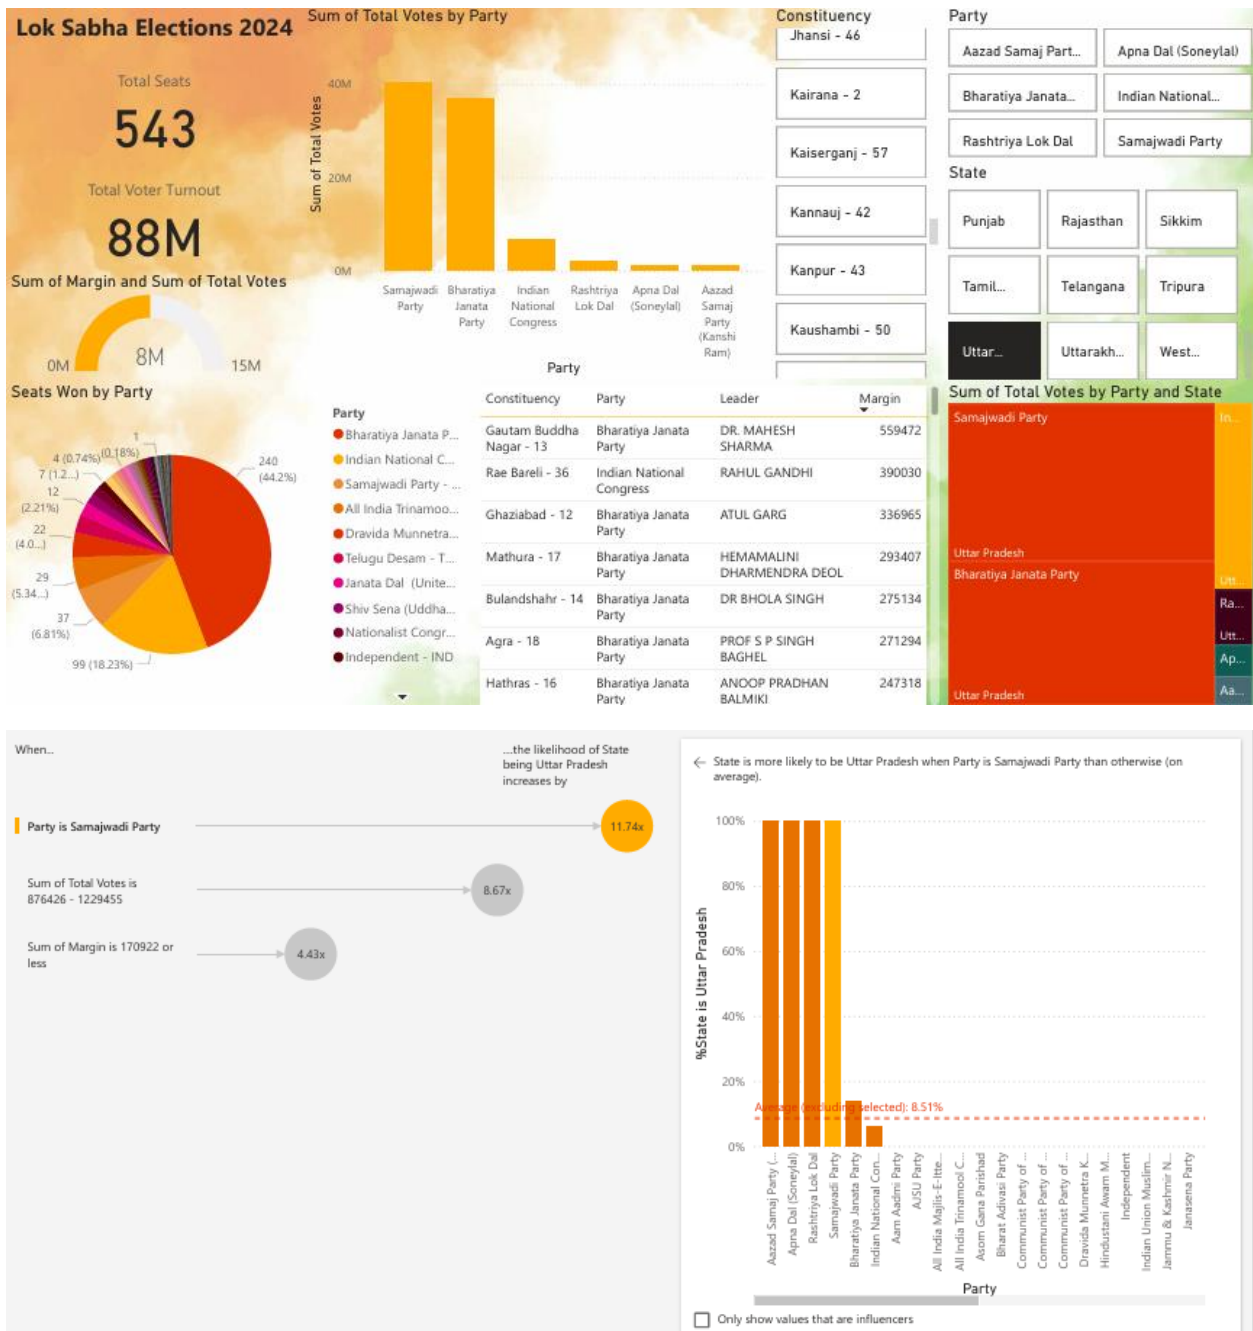 Lok Sabha Elections 2024
Total Seats
543
Total Voter Turnout
88M
Sum of Margin and Sum of Total Votes
0M
8M
15M
Sum of Total Votes by Party
Sum of Total Votes
40M
20M
0M
Samajwadi Party
Bharatiya Janata Party
Indian National Congress
Rashtriya Lok Dal
Apna Dal (Soneylal)
Aazad Samaj Party (Kanshi Ram)
Party
Constituency
Jhansi - 46
Kairana - 2
Kaiserganj - 57
Kannauj - 42
Kanpur - 43
Kaushambi - 50
Party
Aazad Samaj Part...
Apna Dal (Soneylal)
Bharatiya Janata...
Indian National...
Rashtriya Lok Dal
Samajwadi Party
State
Punjab
Rajasthan
Sikkim
Tamil...
Telangana
Tripura
Uttar...
Uttarakh...
West...
Seats Won by Party
240
(44.2%)
99 (18.23%)
37
(6.81%)
29
(5.34...)
22
(4.0...)
12
(2.21%)
7 (1.2...)
4 (0.74%)
1
(0.18%)
Party
Bharatiya Janata P...
Indian National C...
Samajwadi Party - ...
All India Trinamoo...
Dravida Munnetra...
Telugu Desam - T...
Janata Dal (Unite...
Shiv Sena (Uddha...
Nationalist Congr...
Independent - IND
Constituency Party Leader Margin
Gautam Buddha Bharatiya Janata DR. MAHESH 559472
Nagar - 13 Party SHARMA
Rae Bareli - 36 Indian National RAHUL GANDHI 390030
Congress
Ghaziabad - 12 Bharatiya Janata ATUL GARG 336965
Party
Mathura - 17 Bharatiya Janata HEMAMALINI 293407
Party DHARMENDRA DEOL
Bulandshahr - 14 Bharatiya Janata DR BHOLA SINGH 275134
Party
Agra - 18 Bharatiya Janata PROF S P SINGH 271294
Party BAGHEL
Hathras - 16 Bharatiya Janata ANOOP PRADHAN 247318
Party BALMIKI
Sum of Total Votes by Party and State
Samajwadi Party
Uttar Pradesh
Bharatiya Janata Party
Uttar Pradesh
In...
Utt...
Ra...
Utt...
Ap...
Aa...
When...
...the likelihood of State
being Uttar Pradesh
increases by
Party is Samajwadi Party
11.74x
Sum of Total Votes is
876426 - 1229455
8.67x
Sum of Margin is 170922 or
less
4.43x
State is more likely to be Uttar Pradesh when Party is Samajwadi Party than otherwise (on
average).
%State is Uttar Pradesh
100%
80%
60%
40%
20%
0%
Average (excluding selected): 8.51%
Aazad Samaj Party (...
Apna Dal (Soneylal)
Rashtriya Lok Dal
Samajwadi Party
Bharatiya Janata Party
Indian National Con...
Aam Aadmi Party
AJSU Party
All India Majlis-E-Itte...
All India Trinamool C...
Asom Gana Parishad
Bharat Adivasi Party
Communist Party of ...
Communist Party of ...
Communist Party of ...
Dravida Munnetra K...
Hindustani Awam M...
Independent
Indian Union Muslim...
Jammu & Kashmir N...
Janasena Party
Party
Only show values that are influencers